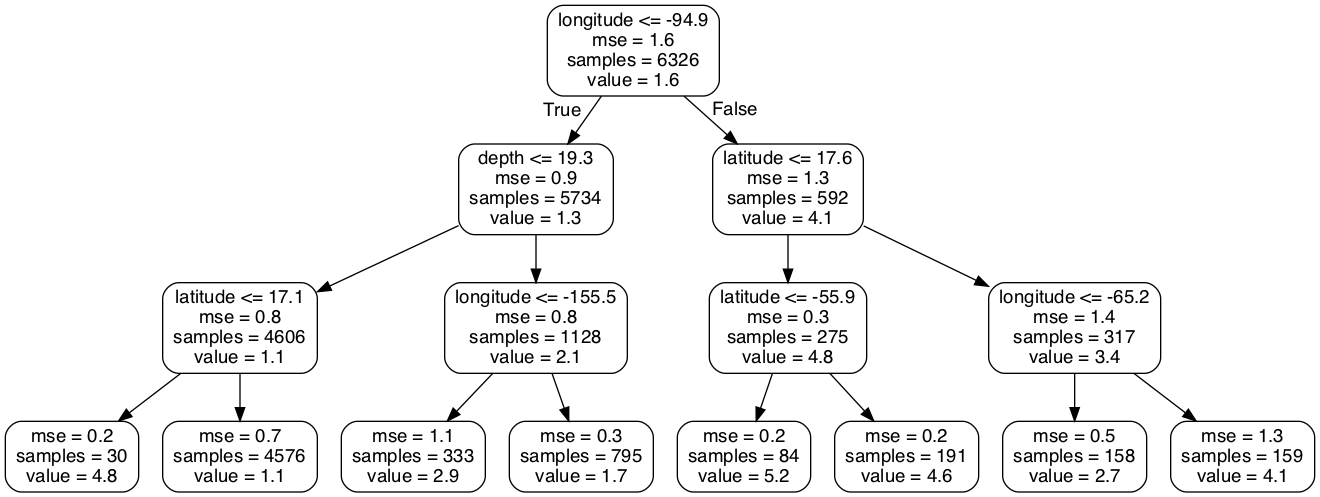 longitude <= -94.9
mse = 1.6
samples = 6326
value = 1.6
True
False
depth <= 19.3
mse = 0.9
samples = 5734
value = 1.3
latitude <= 17.6
mse = 1.3
samples = 592
value = 4.1
latitude <= 17.1
mse = 0.8
samples = 4606
value = 1.1
longitude <= -155.5
mse = 0.8
samples = 1128
value = 2.1
latitude <= -55.9
mse = 0.3
samples = 275
value = 4.8
longitude <= -65.2
mse = 1.4
samples = 317
value = 3.4
mse = 0.2
samples = 30
value = 4.8
mse = 0.7
samples = 4576
value = 1.1
mse = 1.1
samples = 333
value = 2.9
mse = 0.3
samples = 795
value = 1.7
mse = 0.2
samples = 84
value = 5.2
mse = 0.2
samples = 191
value = 4.6
mse = 0.5
samples = 158
value = 2.7
mse = 1.3
samples = 159
value = 4.1